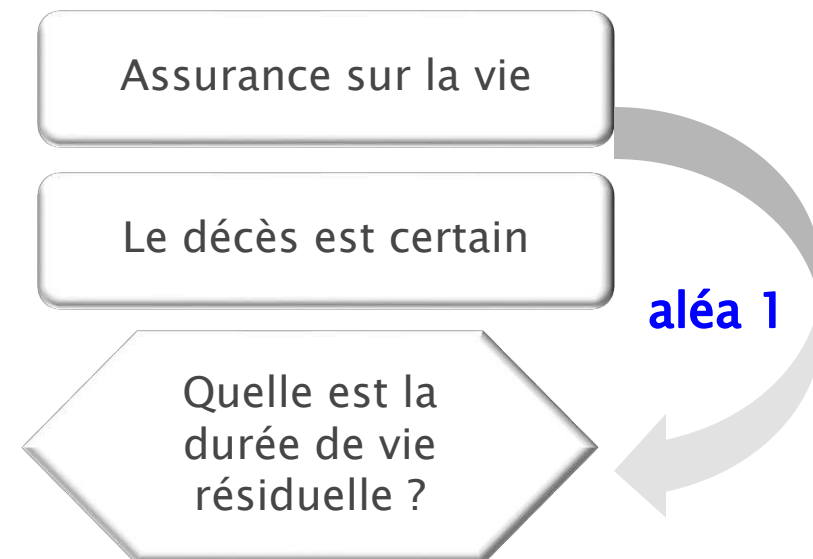 Assurance sur la vie
Le décès est certain
aléa 1
Quelle est la
durée de vie
résiduelle ?